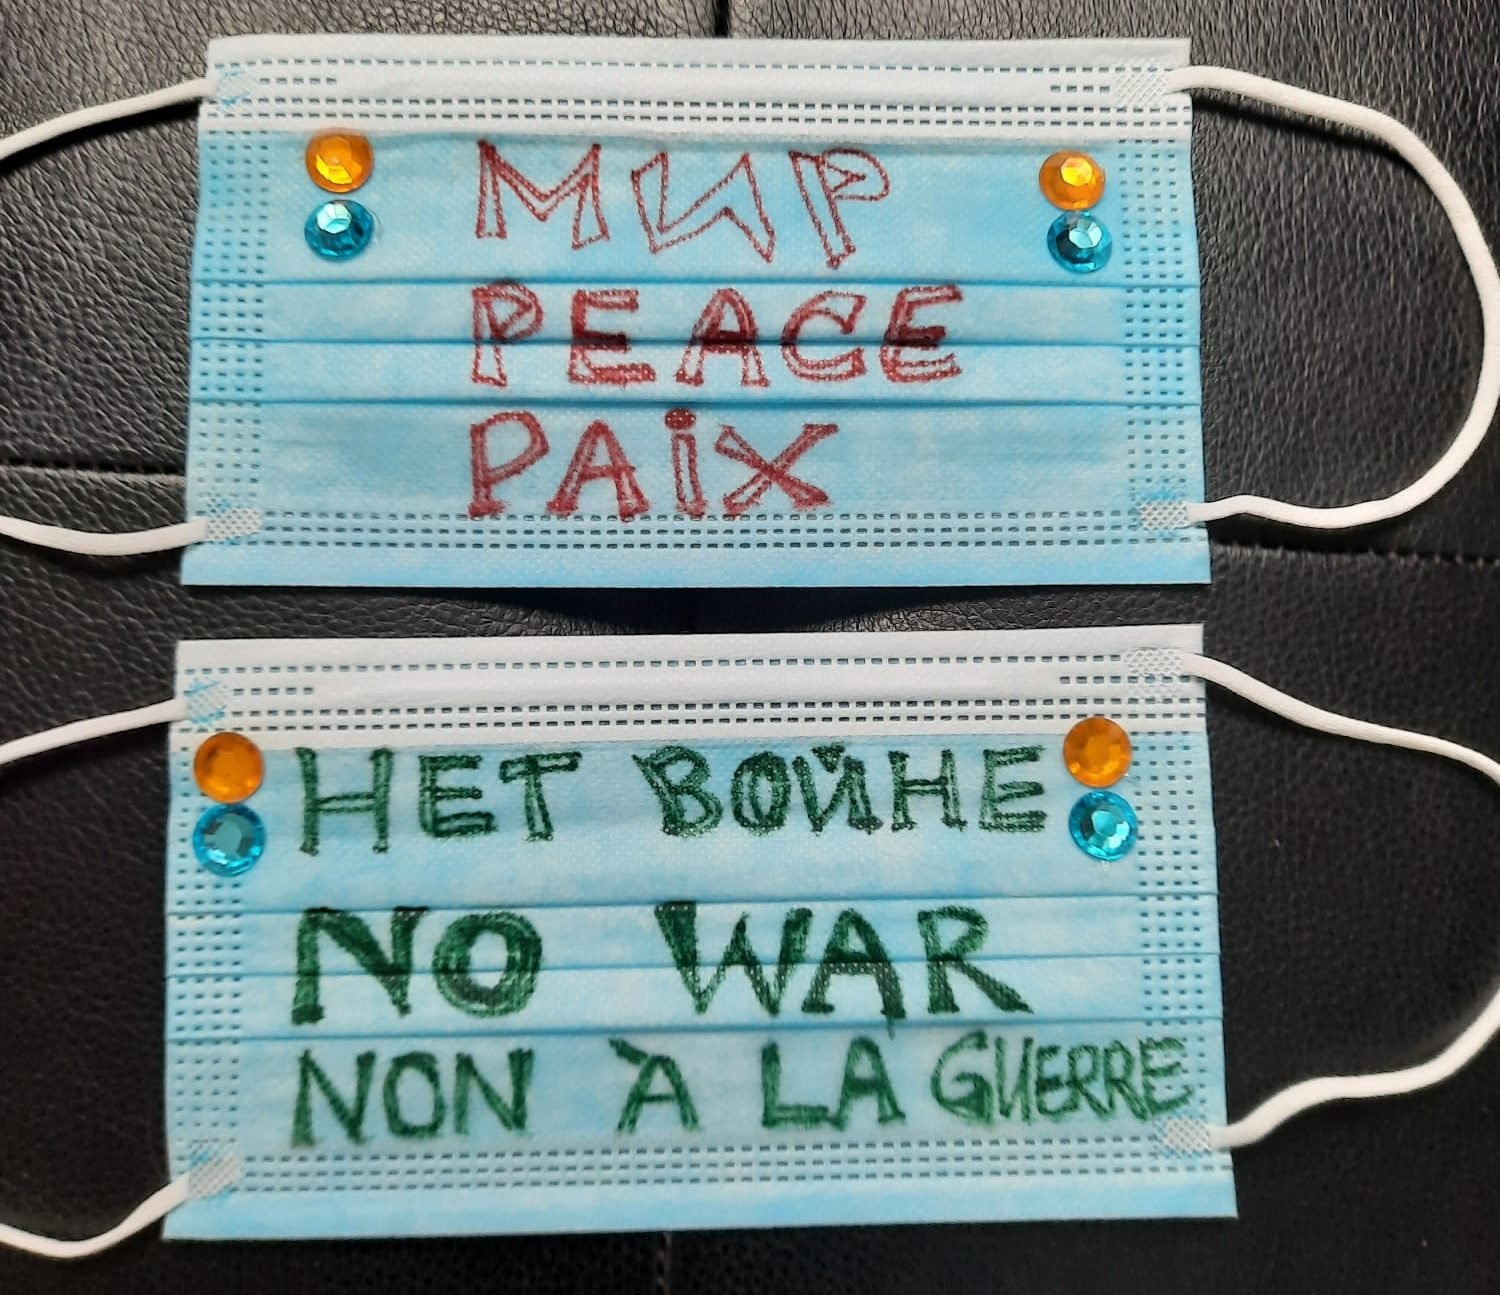 МИР
PEACE
PAiX
НЕТ ВОЙНЕ
NO WAR
NON À LA GUERRE